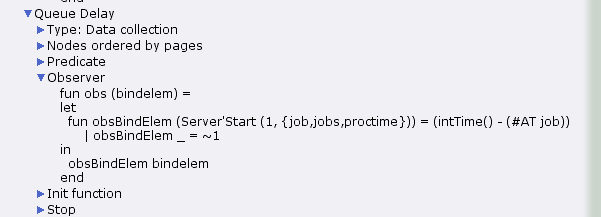 Queue Delay
Type: Data collection
Nodes ordered by pages
Predicate
Observer
fun obs (bindelem) =
let
fun obsBindElem (Server'Start (1, {job,jobs,proctime})) = (intTime() - (#AT job))
| obsBindElem _ = ~1
in
obsBindElem bindelem
end
Init function
Stop